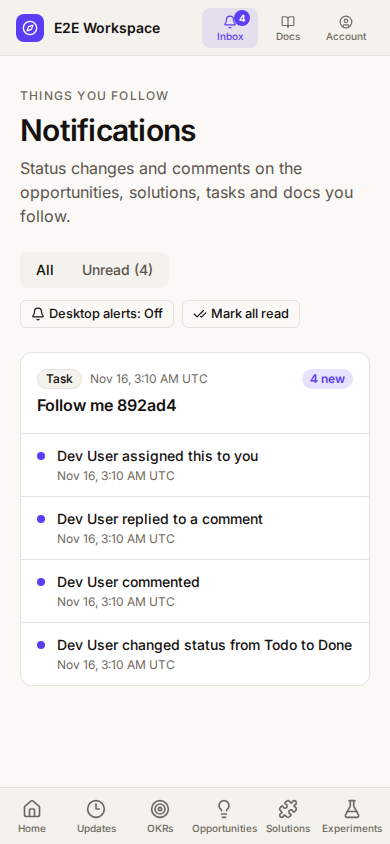 E2E Workspace
4
Inbox
Docs
Account
THINGS YOU FOLLOW
Notifications
Status changes and comments on the
opportunities, solutions, tasks and docs you
follow.
All
Unread (4)
Desktop alerts: Off
Mark all read
Task
Nov 16, 3:10 AM UTC
4 new
Follow me 892ad4
Dev User assigned this to you
Nov 16, 3:10 AM UTC
Dev User replied to a comment
Nov 16, 3:10 AM UTC
Dev User commented
Nov 16, 3:10 AM UTC
Dev User changed status from Todo to Done
Nov 16, 3:10 AM UTC
Home
Updates
OKRs
Opportunities
Solutions
Experiments